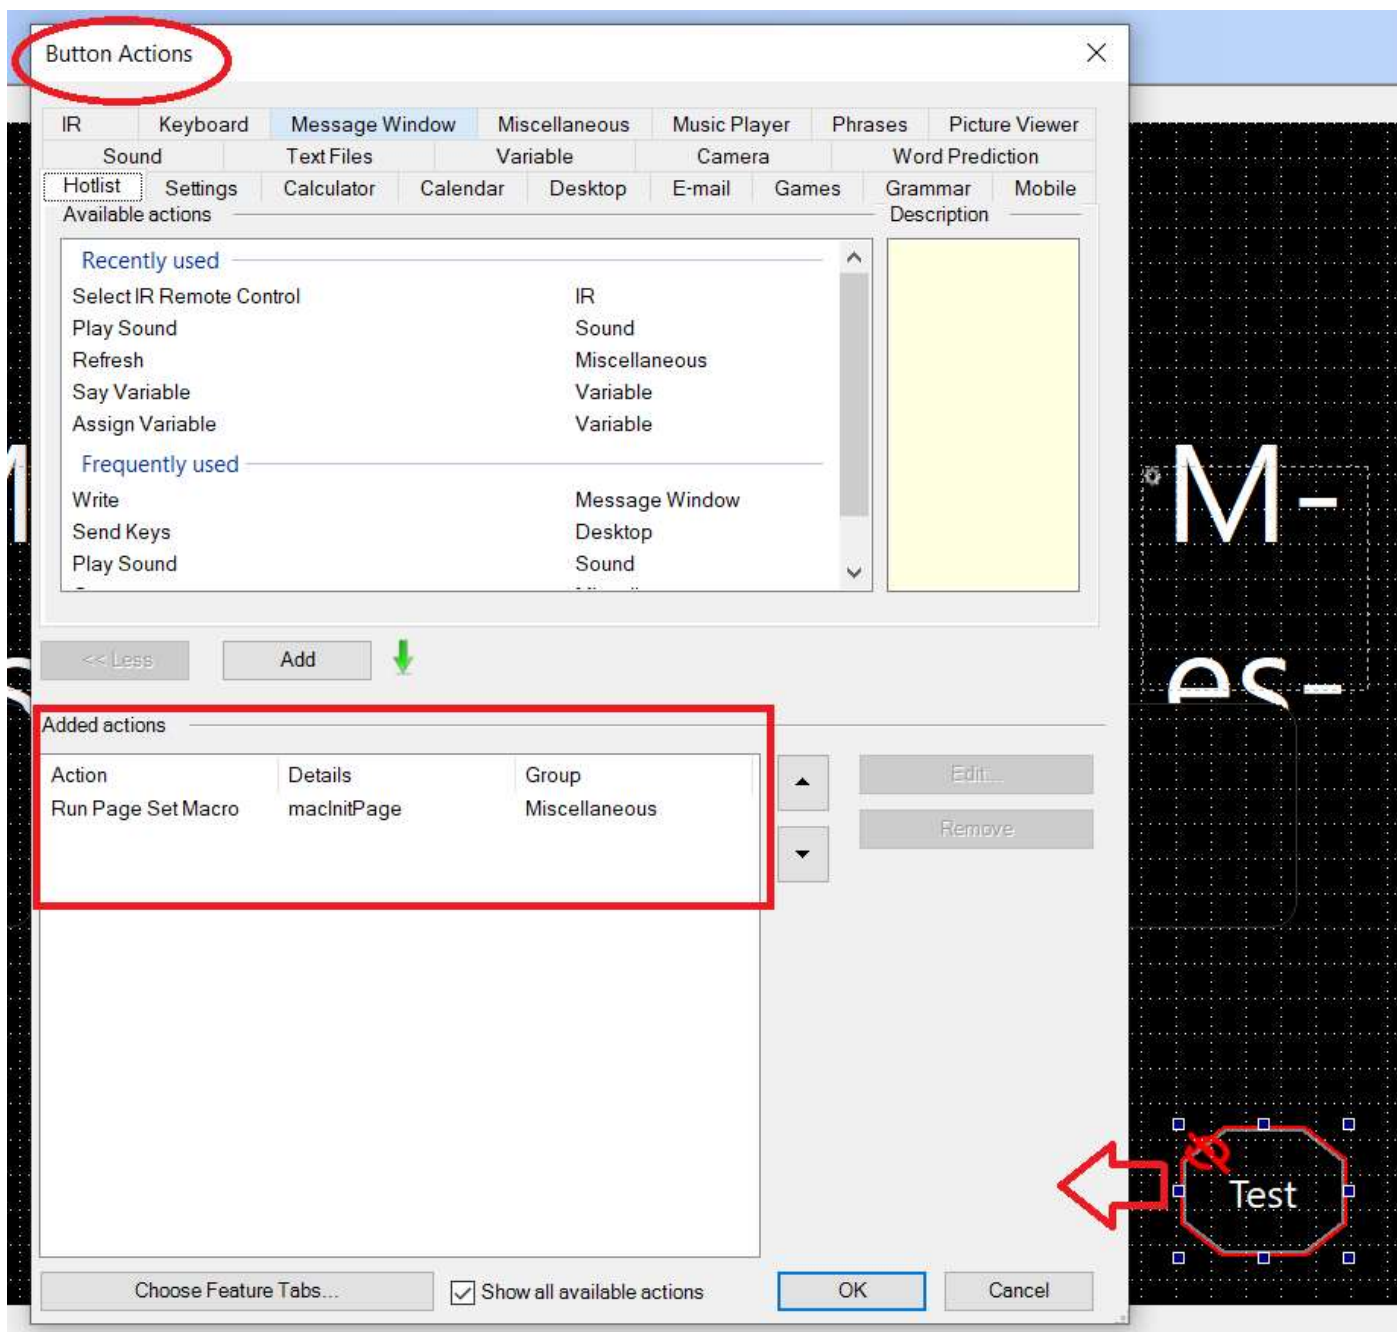 Button Actions
IR Keyboard Message Window Miscellaneous Music Player Phrases Picture Viewer
Sound Text Files Variable Camera Word Prediction
Hotlist Settings Calculator Calendar Desktop E-mail Games Grammar Mobile
Available actions Description
Recently used
Select IR Remote Control IR
Play Sound Sound
Refresh Miscellaneous
Say Variable Variable
Assign Variable Variable
Frequently used
Write Message Window
Send Keys Desktop
Play Sound Sound
M-
es-
<< Less Add
Added actions
Action Details Group
Run Page Set Macro macInitPage Miscellaneous
Edit...
Remove
Test
Choose Feature Tabs... Show all available actions OK Cancel